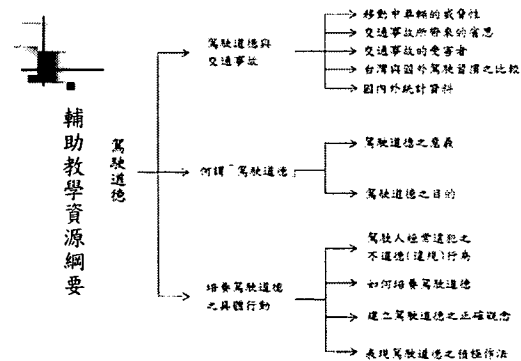 輔助教學資源綱要
駕駛道德
駕駛道德與
交通事故
移動中車輛的威脅性
交通事故所帶來的省思
交通事故的受害者
台灣與國外駕駛習慣之比較
國內外統計資料
何謂「駕駛道德」
駕駛道德之意義
駕駛道德之目的
培養駕駛道德
之具體行動
駕駛人經常違犯之
不道德(違規)行為
如何培養駕駛道德
建立駕駛道德之正確觀念
表現駕駛道德之積極作法